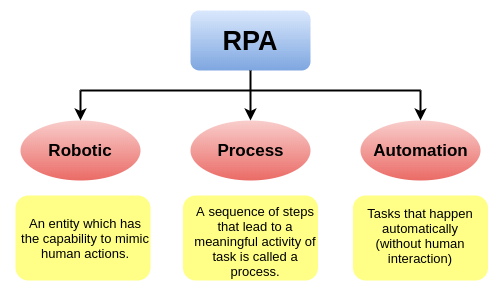 RPA
Robotic
Process
Automation
An entity which has
the capability to mimic
human actions.
A sequence of steps
that lead to a
meaningful activity of
task is called a
process.
Tasks that happen
automatically
(without human
interaction)